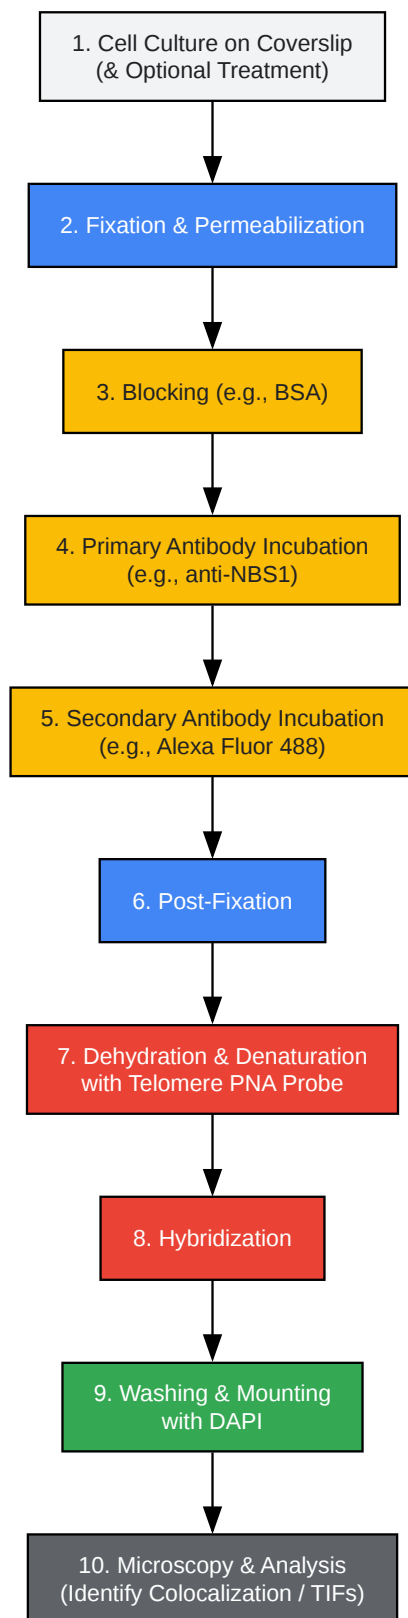 1. Cell Culture on Coverslip
(& Optional Treatment)
2. Fixation & Permeabilization
3. Blocking (e.g., BSA)
4. Primary Antibody Incubation
(e.g., anti-NBS1)
5. Secondary Antibody Incubation
(e.g., Alexa Fluor 488)
6. Post-Fixation
7. Dehydration & Denaturation
with Telomere PNA Probe
8. Hybridization
9. Washing & Mounting
with DAPI
10. Microscopy & Analysis
(Identify Colocalization / TIFs)